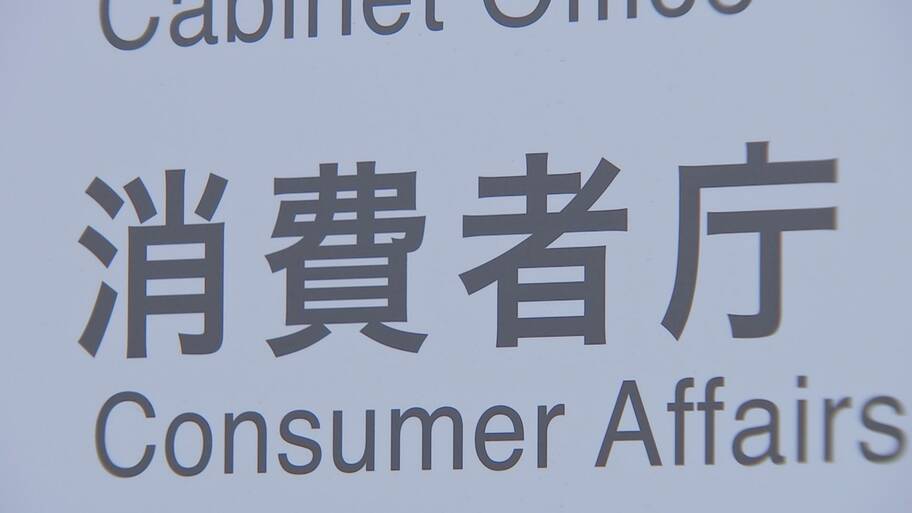 Cabinet Office
消費者庁
Consumer Affairs